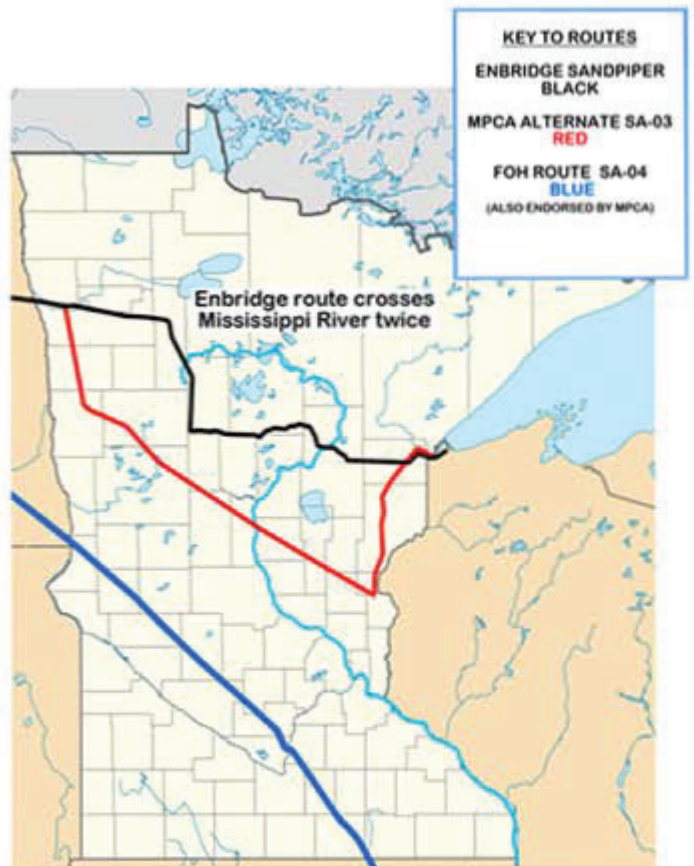 KEY TO ROUTES
ENBRIDGE SANDPIPER
BLACK
MPCA ALTERNATE SA-03
RED
FOH ROUTE SA-04
BLUE
(ALSO ENDORSED BY MPCA)
Enbridge route crosses
Mississippi River twice